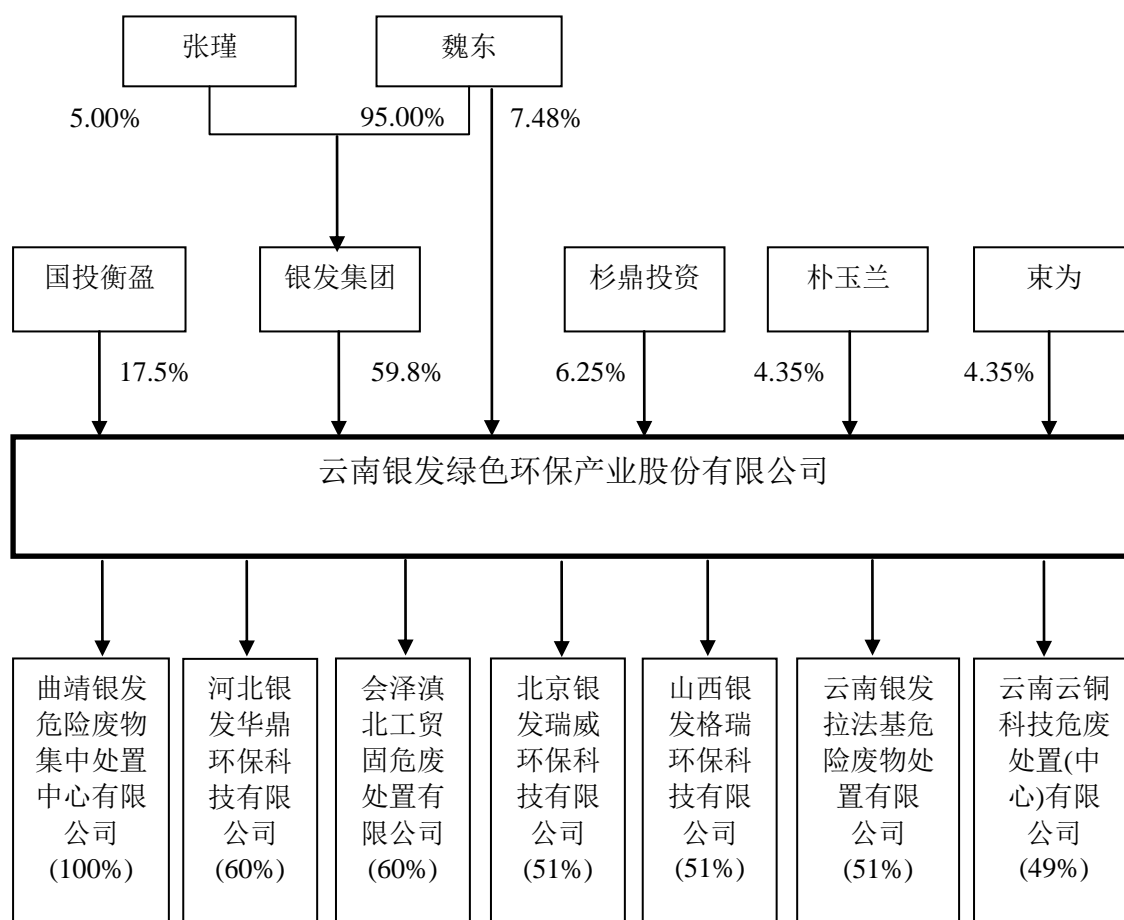 张瑾
魏东
5.00%
95.00%
7.48%
国投衡盈
银发集团
杉鼎投资
朴玉兰
束为
17.5%
59.8%
6.25%
4.35%
4.35%
云南银发绿色环保产业股份有限公司
曲靖银发
危险废物
集中处置
中心有限
公司
(100%)
河北银
发华鼎
环保科
技有限
公司
(60%)
会泽滇
北工贸
固危废
处置有
限公司
(60%)
北京银
发瑞威
环保科
技有限
公司
(51%)
山西银
发格瑞
环保科
技有限
公司
(51%)
云南银发
拉法基危
险废物处
置有限
公司
(51%)
云南云铜
科技危废
处置(中
心)有限
公司
(49%)